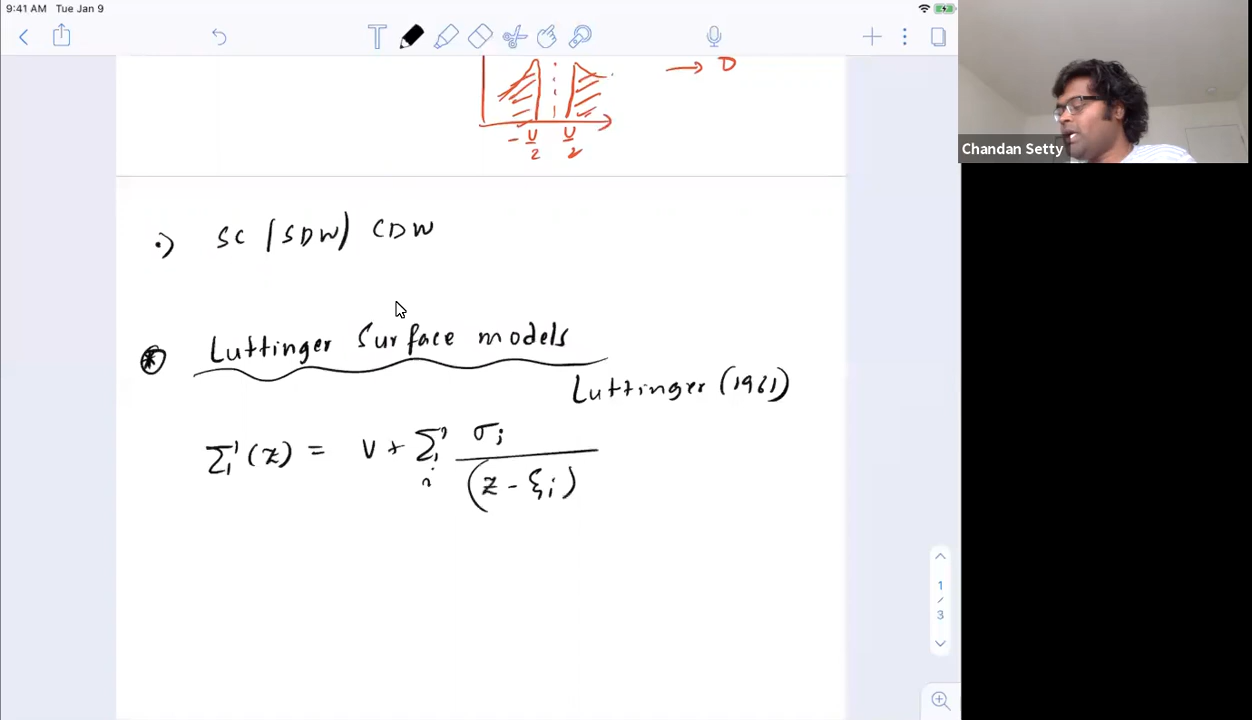 9:41 AM Tue Jan 9
→ D
- U/2 U/2
Chandan Setty
•) SC (SDW) CDW
Luttinger Surface models
Luttinger (1961)
Σ(z) = V + Σ_i σ_i / (z - ξ_i)
1
/
3